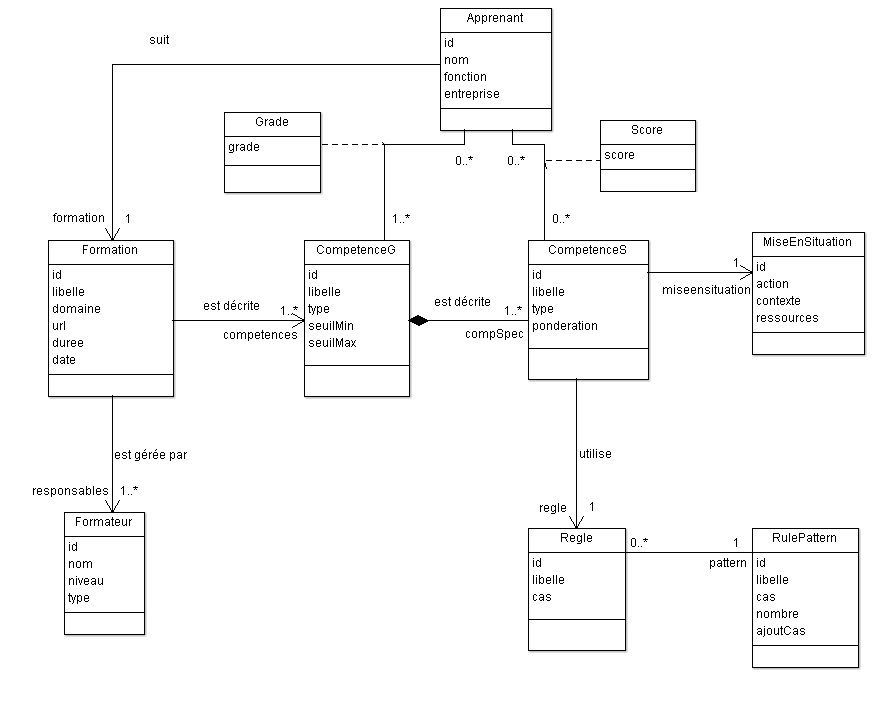 Apprenant
id
nom
fonction
entreprise
suit
Grade
grade
Score
score
0..*
0..*
formation
1
1..*
0..*
Formation
id
libelle
domaine
url
duree
date
est décrite
1..*
competences
CompetenceG
id
libelle
type
seuilMin
seuilMax
est décrite
1..*
compSpec
CompetenceS
id
libelle
type
ponderation
1
miseensituation
MiseEnSituation
id
action
contexte
ressources
est gérée par
responsables
1..*
Formateur
id
nom
niveau
type
utilise
regle
1
Regle
id
libelle
cas
0..*
1
pattern
RulePattern
id
libelle
cas
nombre
ajoutCas